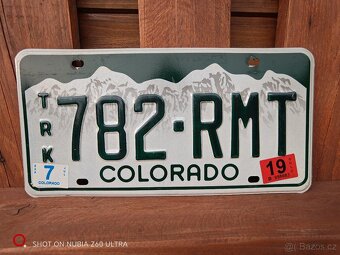 TRK
782-RMT
7
COLORADO
19
COLORADO
SHOT ON NUBIA Z60 ULTRA
Bazos.cz